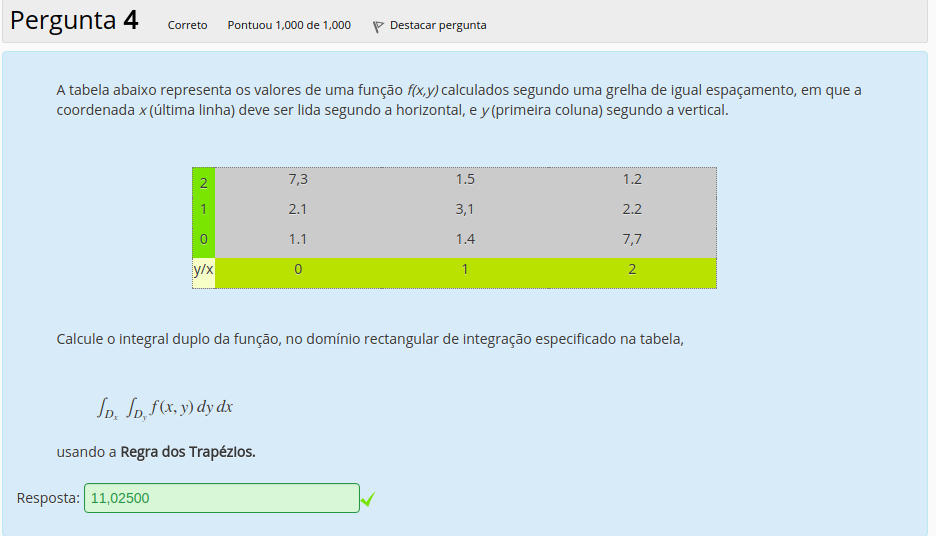 Pergunta 4 Correto Pontuou 1,000 de 1,000 Destacar pergunta
A tabela abaixo representa os valores de uma função f(x,y) calculados segundo uma grelha de igual espaçamento, em que a
coordenada x (última linha) deve ser lida segundo a horizontal, e y (primeira coluna) segundo a vertical.
2 7,3 1.5 1.2
1 2.1 3,1 2.2
0 1.1 1.4 7,7
y/x 0 1 2
Calcule o integral duplo da função, no domínio rectangular de integração especificado na tabela,
∫_{D_x} ∫_{D_y} f(x, y) dy dx
usando a Regra dos Trapézios.
Resposta: 11,02500